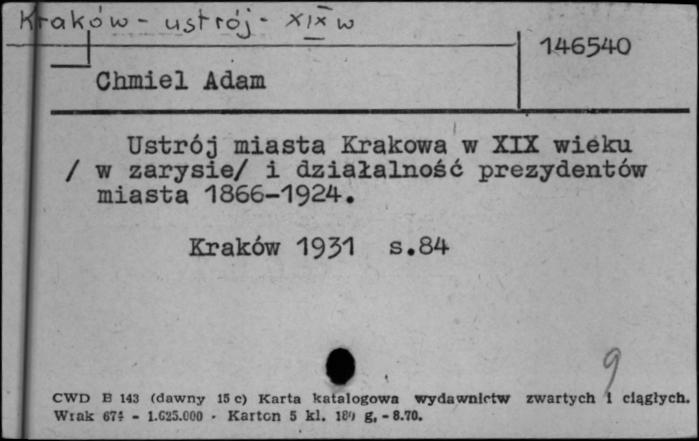 Kraków - ustrój - XIX w
146540
Chmiel Adam
Ustrój miasta Krakowa w XIX wieku
/ w zarysie/ i działalność prezydentów
miasta 1866-1924.
Kraków 1931 s.84
9
CWD B 143 (dawny 15 c) Karta katalogowa wydawnictw zwartych i ciągłych.
Wrak 674 - 1.625.000 - Karton 5 kl. 180 g, - 8.70.